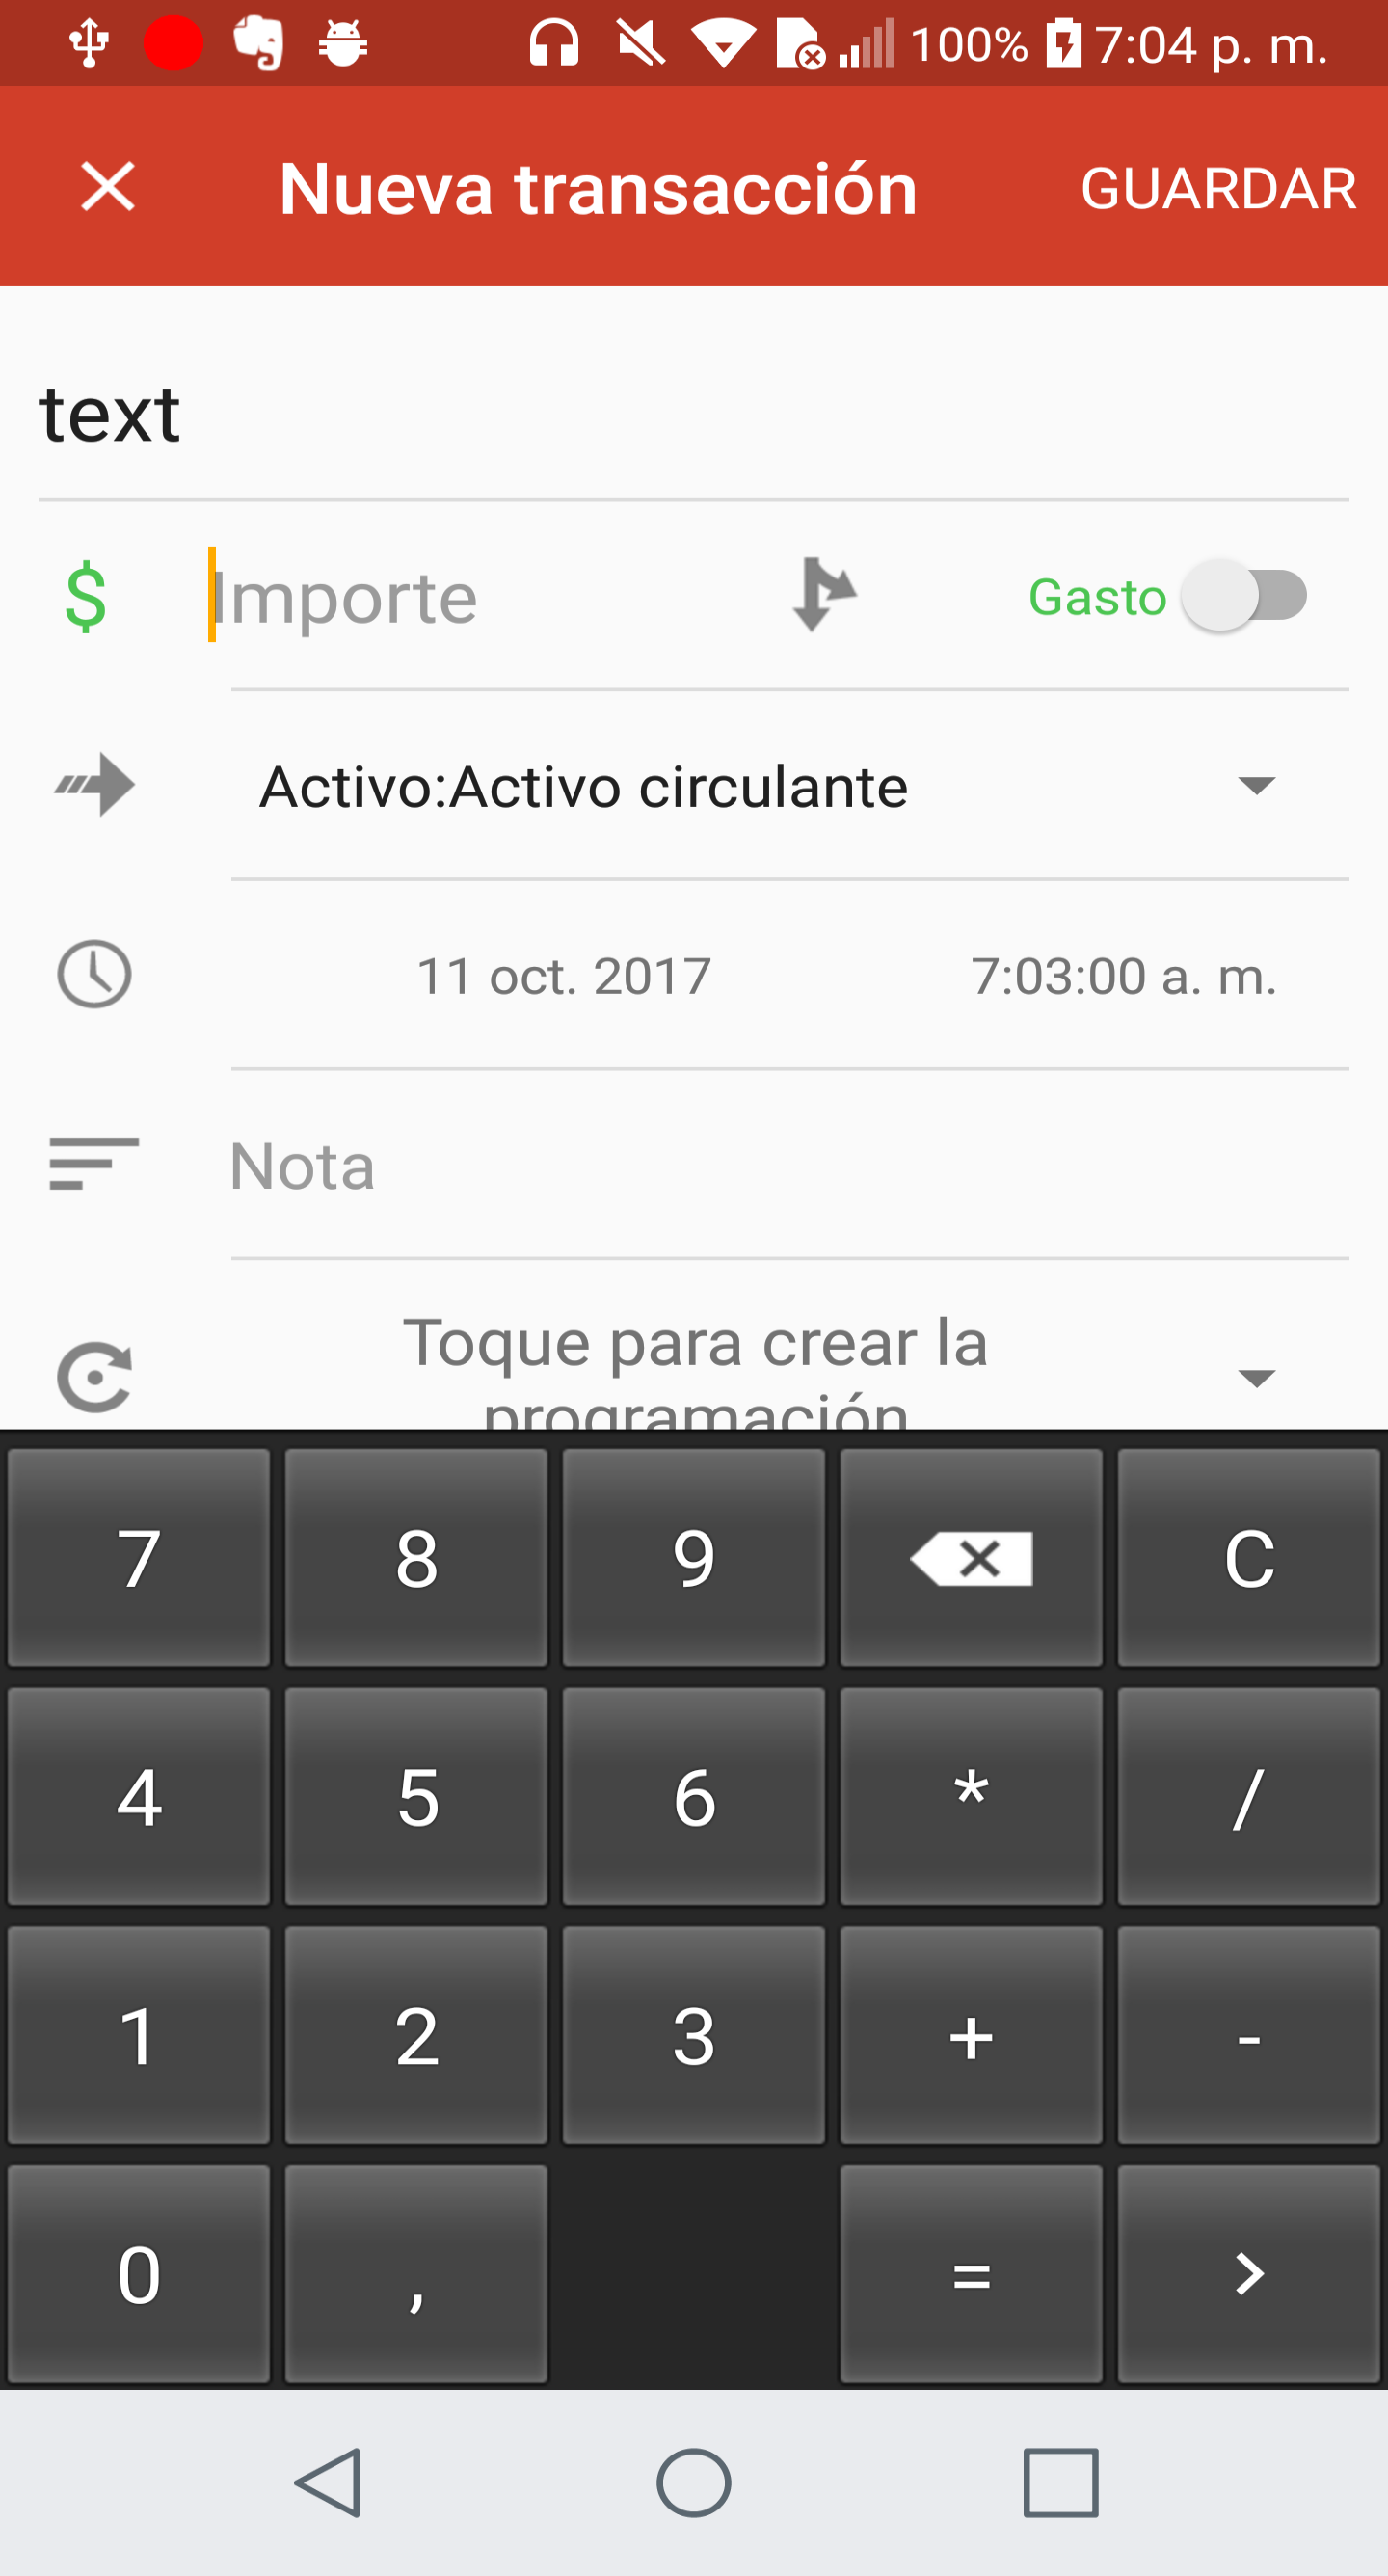 100% 7:04 p. m.
Nueva transacción GUARDAR
text
$ Importe Gasto
Activo:Activo circulante
11 oct. 2017 7:03:00 a. m.
Nota
Toque para crear la
programación
7 8 9 C
4 5 6 * /
1 2 3 + -
0 , = >